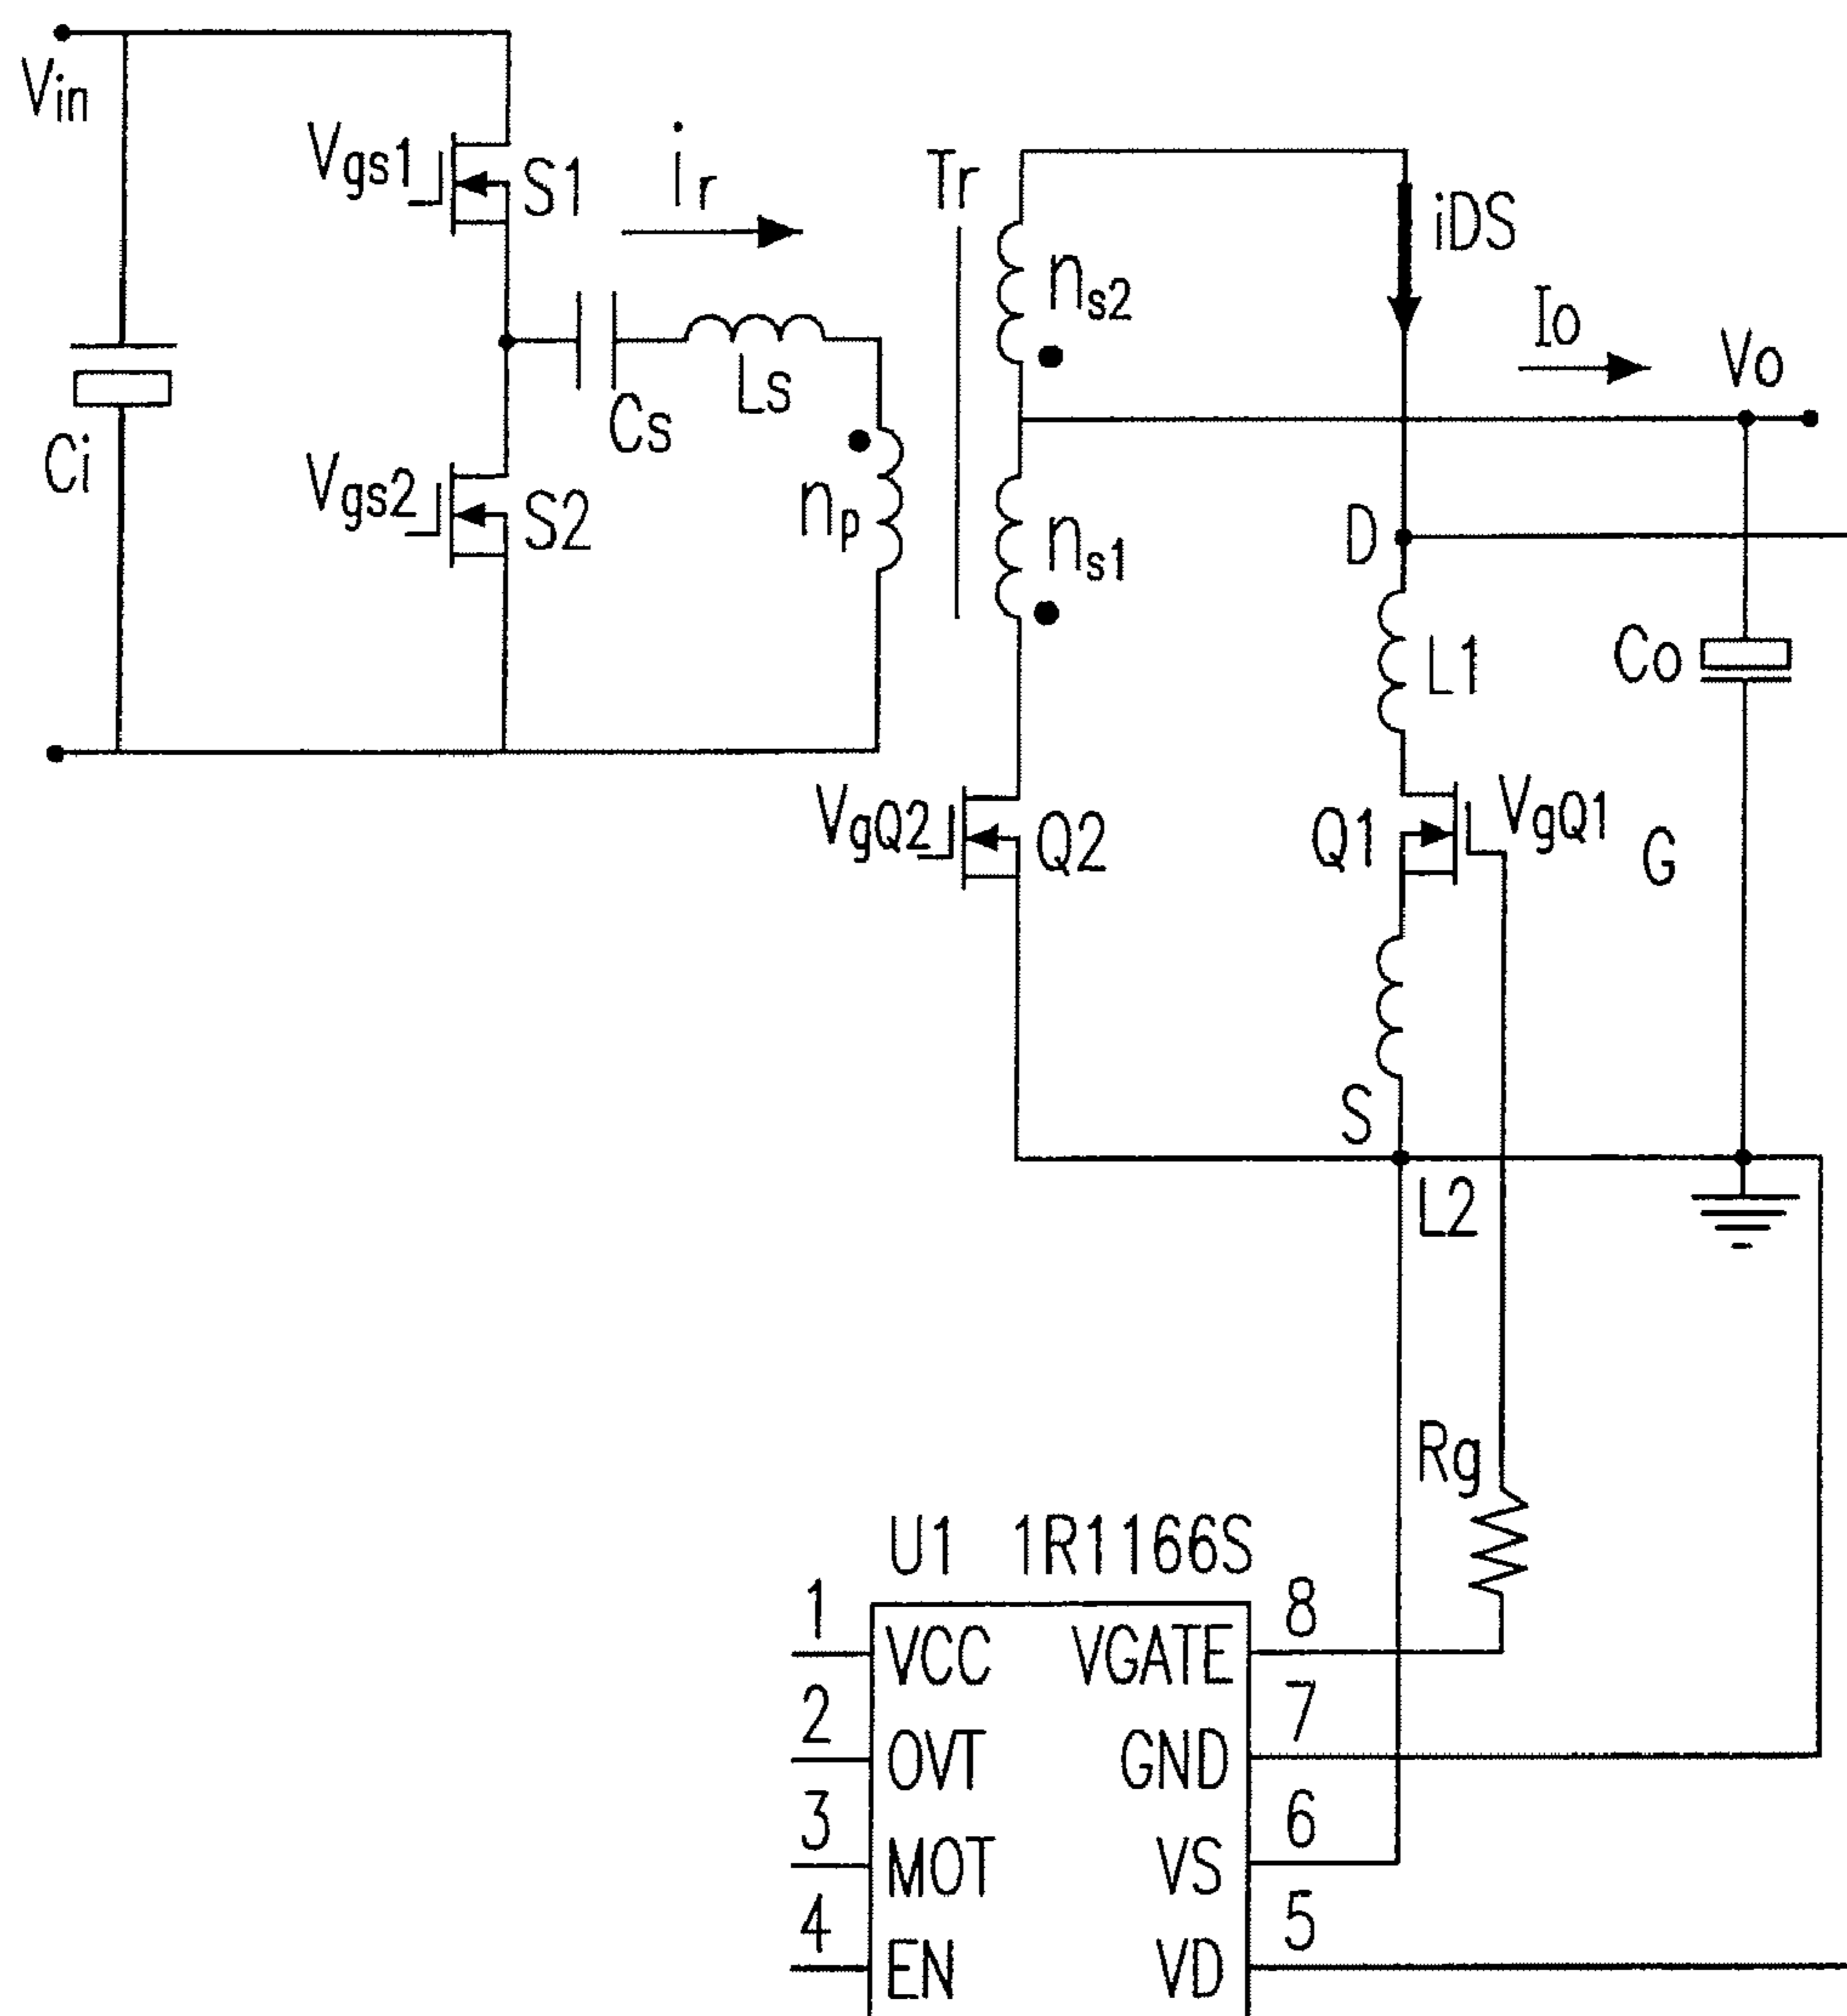 Vin
Vgs1
S1
ir
Tr
iDS
ns2
Io
Vo
Ls
Cs
Ci
Vgs2
S2
np
ns1
D
L1
Co
VgQ2
Q2
Q1
VgQ1
G
S
L2
Rg
U1 1R1166S
1 VCC VGATE 8
2 OVT GND 7
3 MOT VS 6
4 EN VD 5